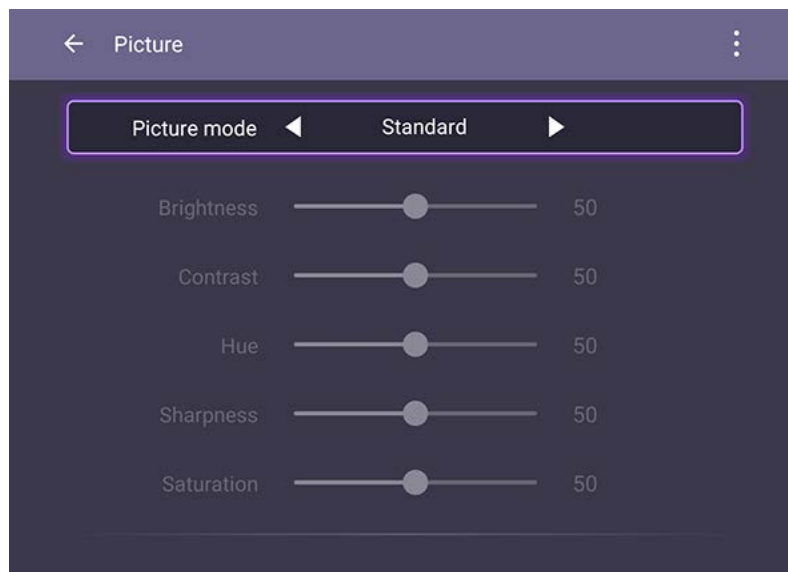 Picture
Picture mode Standard
Brightness 50
Contrast 50
Hue 50
Sharpness 50
Saturation 50